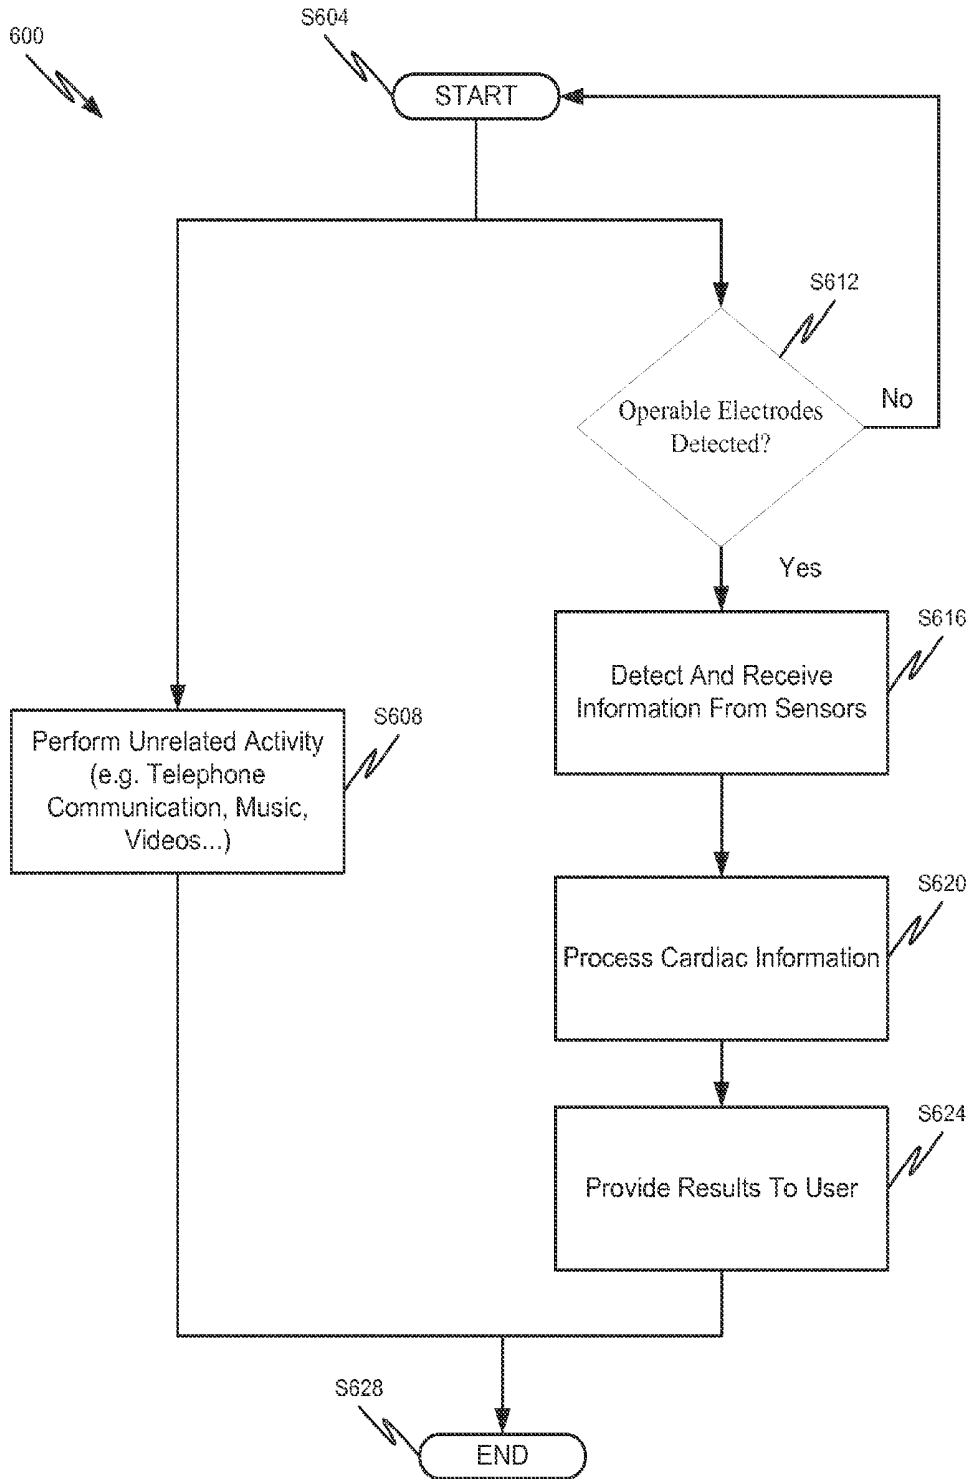 600
S604
START
S612
Operable Electrodes
Detected?
No
Yes
S616
Detect And Receive
Information From Sensors
S608
Perform Unrelated Activity
(e.g. Telephone
Communication, Music,
Videos...)
S620
Process Cardiac Information
S624
Provide Results To User
S628
END